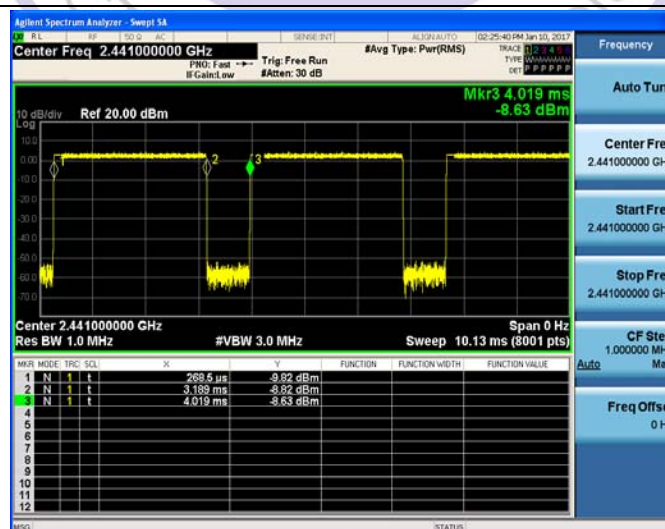 Agilent Spectrum Analyzer - Swept SA
RL RF 50 Ω AC SENSE:INT ALIGN AUTO 02:25:40 PM Jan 10, 2017
Center Freq 2.441000000 GHz
PNO: Fast
IFGain:Low
Trig: Free Run
#Atten: 30 dB
#Avg Type: Pwr(RMS)
TRACE 1 2 3 4 5 6
TYPE WWWWWW
DET P P P P P P
Mkr3 4.019 ms
-8.63 dBm
10 dB/div Ref 20.00 dBm
Log
10.0
0.00
-10.0
-20.0
-30.0
-40.0
-50.0
-60.0
-70.0
1
2
3
Center 2.441000000 GHz Span 0 Hz
Res BW 1.0 MHz #VBW 3.0 MHz Sweep 10.13 ms (8001 pts)
MKR MODE TRC SCL X Y FUNCTION FUNCTION WIDTH FUNCTION VALUE
1 N 1 t 268.5 µs -9.82 dBm
2 N 1 t 3.189 ms -8.82 dBm
3 N 1 t 4.019 ms -8.63 dBm
4
5
6
7
8
9
10
11
12
MSG STATUS
Frequency
Auto Tun
Center Fre
2.441000000 GH
Start Fre
2.441000000 GH
Stop Fre
2.441000000 GH
CF Ste
1.000000 MH
Auto Ma
Freq Offse
0 H